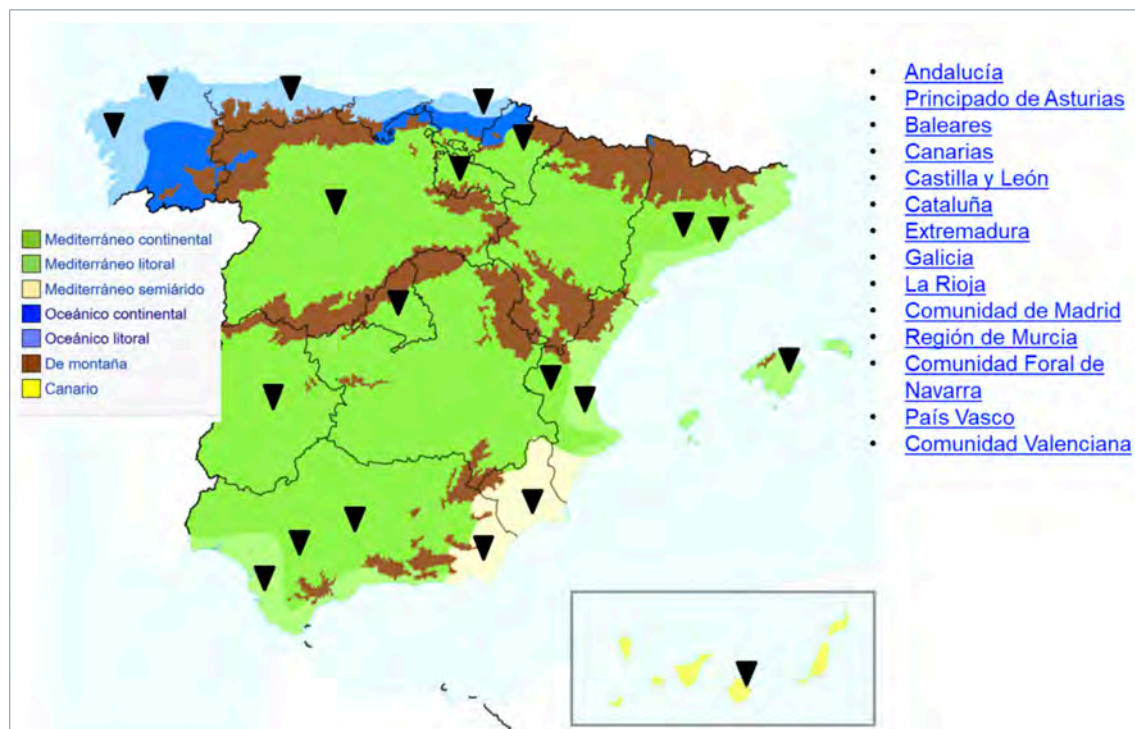 Mediterráneo continental
Mediterráneo litoral
Mediterráneo semiárido
Oceánico continental
Oceánico litoral
De montaña
Canario
• Andalucía
• Principado de Asturias
• Baleares
• Canarias
• Castilla y León
• Cataluña
• Extremadura
• Galicia
• La Rioja
• Comunidad de Madrid
• Región de Murcia
• Comunidad Foral de
Navarra
• País Vasco
• Comunidad Valenciana